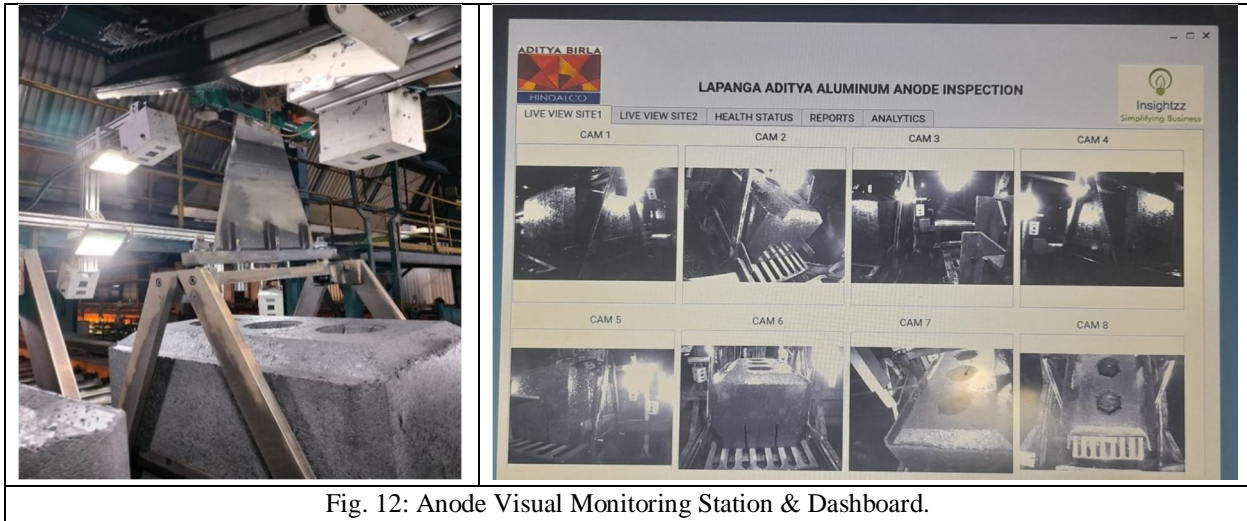 ADITYA BIRLA
HINDALCO
LAPANGA ADITYA ALUMINUM ANODE INSPECTION
Insightzz
Simplifying Business
LIVE VIEW SITE1 LIVE VIEW SITE2 HEALTH STATUS REPORTS ANALYTICS
CAM 1 CAM 2 CAM 3 CAM 4
CAM 5 CAM 6 CAM 7 CAM 8
Fig. 12: Anode Visual Monitoring Station & Dashboard.